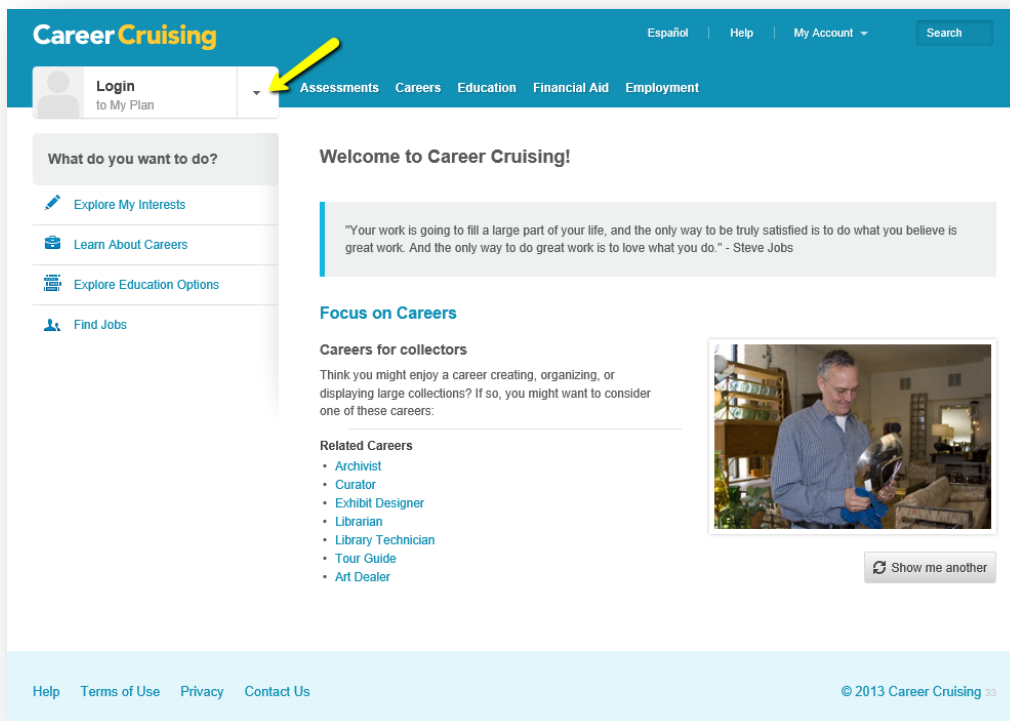 Career Cruising
Español
Help
My Account
Search
Login
to My Plan
Assessments Careers Education Financial Aid Employment
What do you want to do?
Explore My Interests
Learn About Careers
Explore Education Options
Find Jobs
Welcome to Career Cruising!
"Your work is going to fill a large part of your life, and the only way to be truly satisfied is to do what you believe is
great work. And the only way to do great work is to love what you do." - Steve Jobs
Focus on Careers
Careers for collectors
Think you might enjoy a career creating, organizing, or
displaying large collections? If so, you might want to consider
one of these careers:
Related Careers
• Archivist
• Curator
• Exhibit Designer
• Librarian
• Library Technician
• Tour Guide
• Art Dealer
Show me another
Help Terms of Use Privacy Contact Us
© 2013 Career Cruising 33